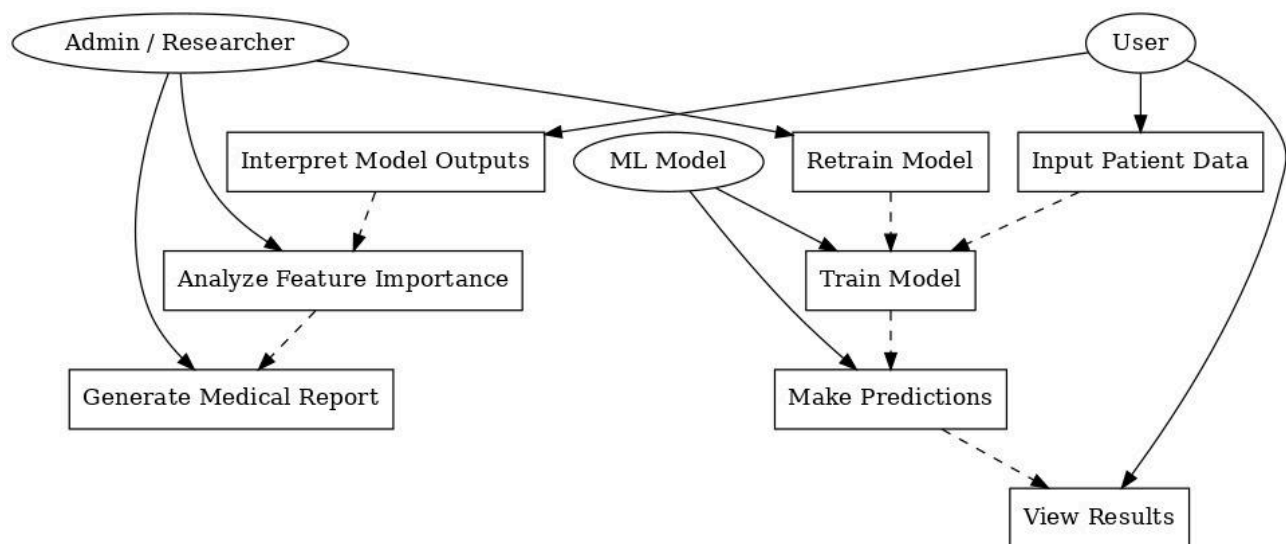 Admin / Researcher
User
Interpret Model Outputs
ML Model
Retrain Model
Input Patient Data
Analyze Feature Importance
Train Model
Generate Medical Report
Make Predictions
View Results